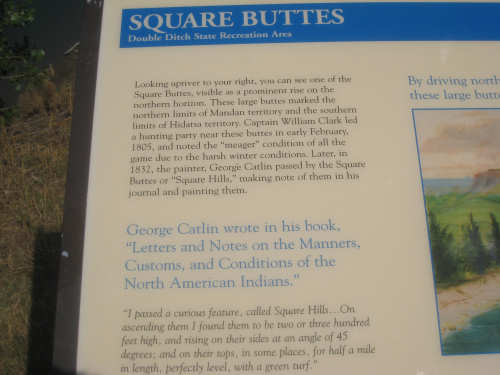 SQUARE BUTTES
Double Ditch State Recreation Area
Looking upriver to your right, you can see one of the
Square Buttes, visible as a prominent rise on the
northern horizon. These large buttes marked the
northern limits of Mandan territory and the southern
limits of Hidatsa territory. Captain William Clark led
a hunting party near these buttes in early February,
1805, and noted the "meager" condition of all the
game due to the harsh winter conditions. Later, in
1832, the painter, George Catlin passed by the Square
Buttes or "Square Hills," making note of them in his
journal and painting them.
George Catlin wrote in his book,
"Letters and Notes on the Manners,
Customs, and Conditions of the
North American Indians."
"I passed a curious feature, called Square Hills...On
ascending them I found them to be two or three hundred
feet high, and rising on their sides at an angle of 45
degrees; and on their tops, in some places, for half a mile
in length, perfectly level, with a green turf."
By driving north
these large butt